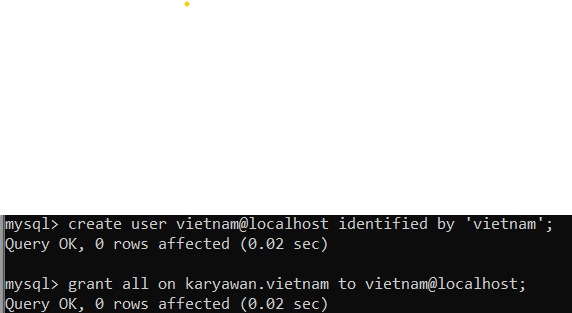 mysql> create user vietnam@localhost identified by 'vietnam';
Query OK, 0 rows affected (0.02 sec)
mysql> grant all on karyawan.vietnam to vietnam@localhost;
Query OK, 0 rows affected (0.02 sec)